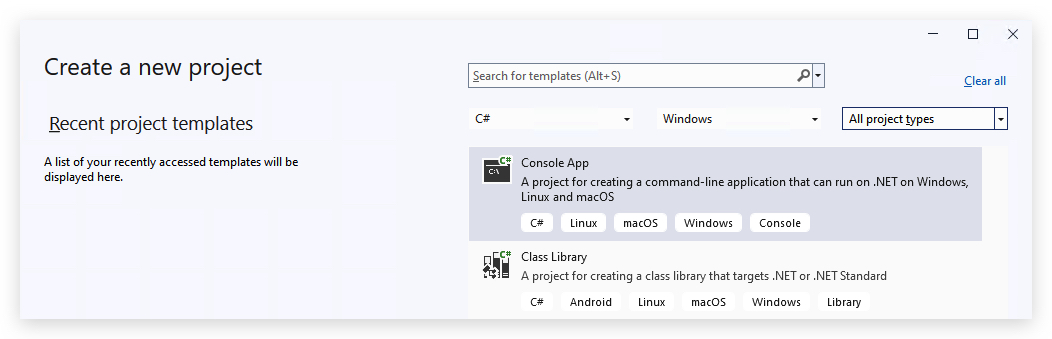 Create a new project
Search for templates (Alt+S)
Clear all
Recent project templates
C#
Windows
All project types
A list of your recently accessed templates will be
displayed here.
C#
C:\
Console App
A project for creating a command-line application that can run on .NET on Windows,
Linux and macOS
C# Linux macOS Windows Console
C#
Class Library
A project for creating a class library that targets .NET or .NET Standard
C# Android Linux macOS Windows Library